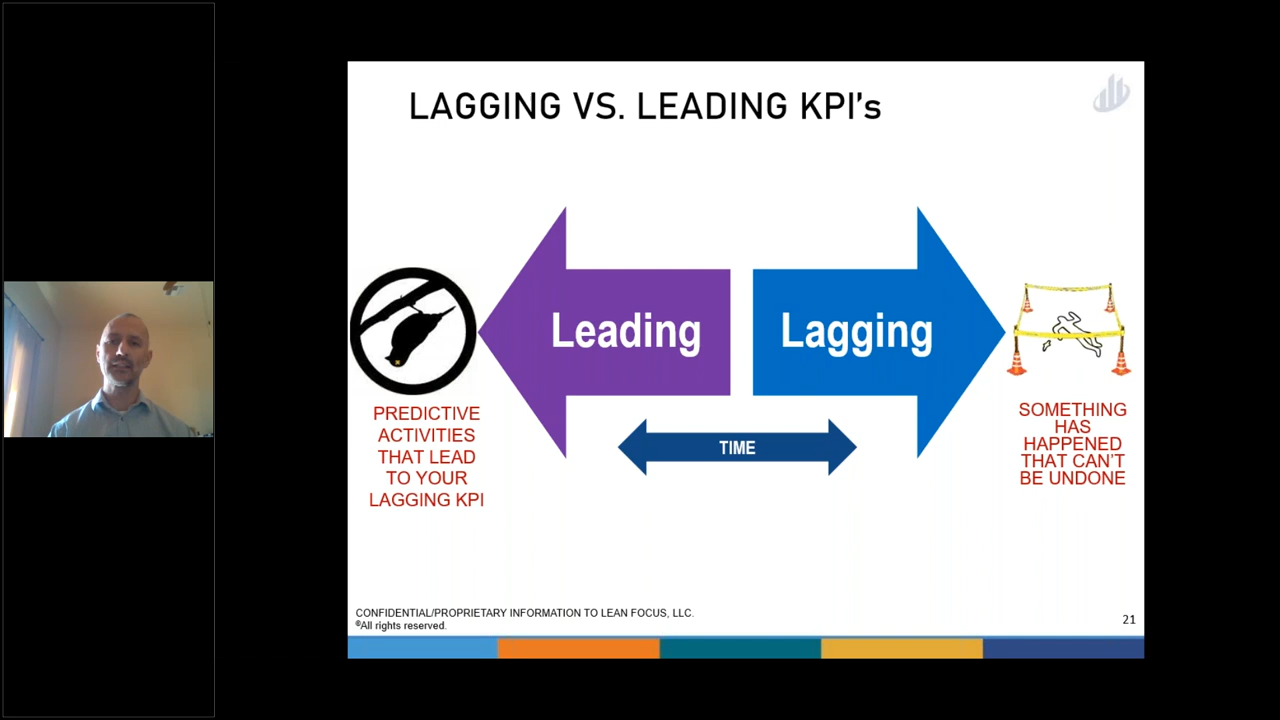 LAGGING VS. LEADING KPI's
Leading
Lagging
TIME
PREDICTIVE
ACTIVITIES
THAT LEAD
TO YOUR
LAGGING KPI
SOMETHING
HAS
HAPPENED
THAT CAN'T
BE UNDONE
CONFIDENTIAL/PROPRIETARY INFORMATION TO LEAN FOCUS, LLC.
®All rights reserved.
21